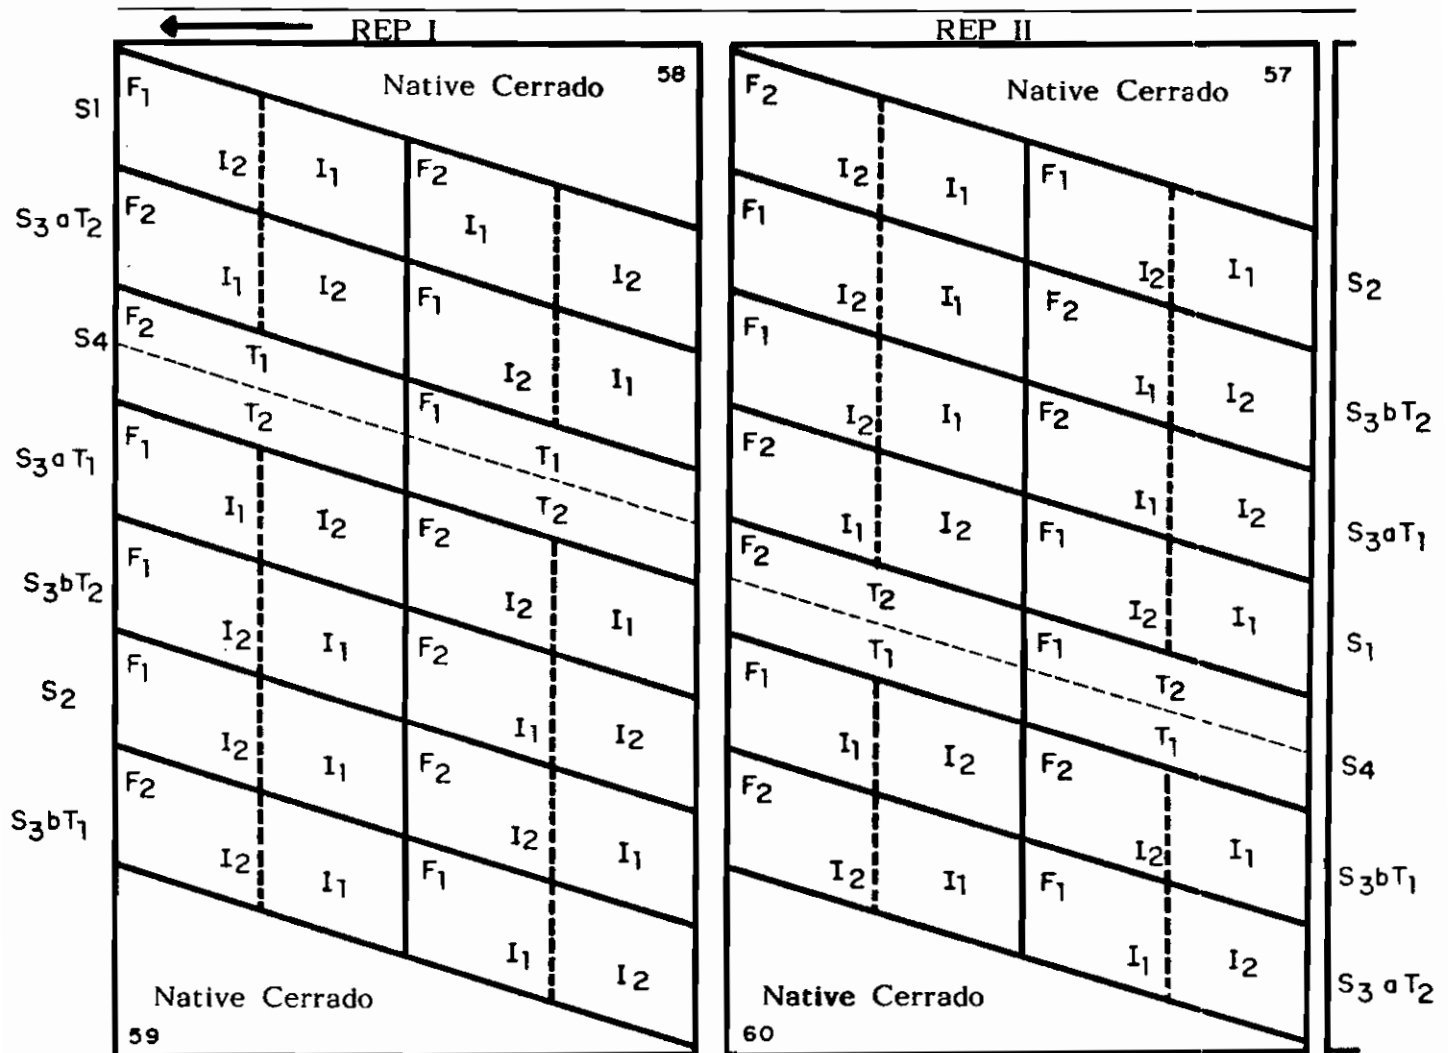 REP I
REP II
Native Cerrado 58
Native Cerrado 57
S1
F1 I2 I1 F2 I1 I2
S3aT2
F2 I1 I2 F1 I2 I1
S4
F2 T1 F1 T1
T2 T2
S3aT1
F1 I1 I2 F2 I2 I1
S3bT2
F1 I2 I1 F2 I1 I2
S2
F1 I2 I1 F2 I2 I1
S3bT1
F2 I2 I1 F1 I1 I2
Native Cerrado
59
F2 I2 I1 F1 I2 I1
S2
F1 I2 I1 F2 I1 I2
S3bT2
F1 I2 I1 F2 I1 I2
S3aT1
F2 I1 I2 F1 I2 I1
S1
F2 T2 F1 T2
T1 T1
S4
F1 I1 I2 F2 I2 I1
S3bT1
F2 I2 I1 F1 I1 I2
S3aT2
Native Cerrado
60